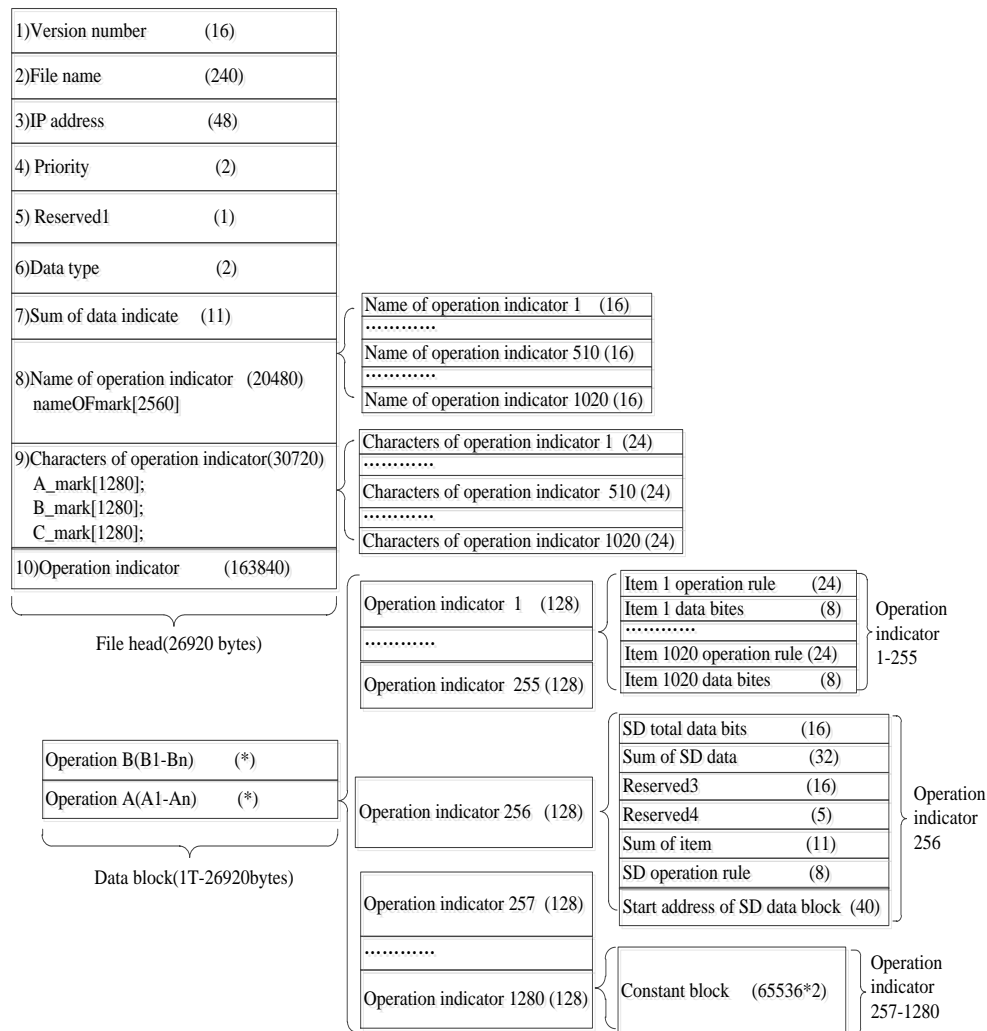 1)Version number (16)
2)File name (240)
3)IP address (48)
4) Priority (2)
5) Reserved1 (1)
6)Data type (2)
7)Sum of data indicate (11)
8)Name of operation indicator (20480)
nameOFmark[2560]
9)Characters of operation indicator(30720)
A_mark[1280];
B_mark[1280];
C_mark[1280];
10)Operation indicator (163840)
File head(26920 bytes)
Name of operation indicator 1 (16)
…………
Name of operation indicator 510 (16)
…………
Name of operation indicator 1020 (16)
Characters of operation indicator 1 (24)
…………
Characters of operation indicator 510 (24)
…………
Characters of operation indicator 1020 (24)
Operation B(B1-Bn) (*)
Operation A(A1-An) (*)
Data block(1T-26920bytes)
Operation indicator 1 (128)
…………
Operation indicator 255 (128)
Operation indicator 256 (128)
Operation indicator 257 (128)
…………
Operation indicator 1280 (128)
Item 1 operation rule (24)
Item 1 data bites (8)
…………
Item 1020 operation rule (24)
Item 1020 data bites (8)
Operation
indicator
1-255
SD total data bits (16)
Sum of SD data (32)
Reserved3 (16)
Reserved4 (5)
Sum of item (11)
SD operation rule (8)
Start address of SD data block (40)
Operation
indicator
256
Constant block (65536*2)
Operation
indicator
257-1280